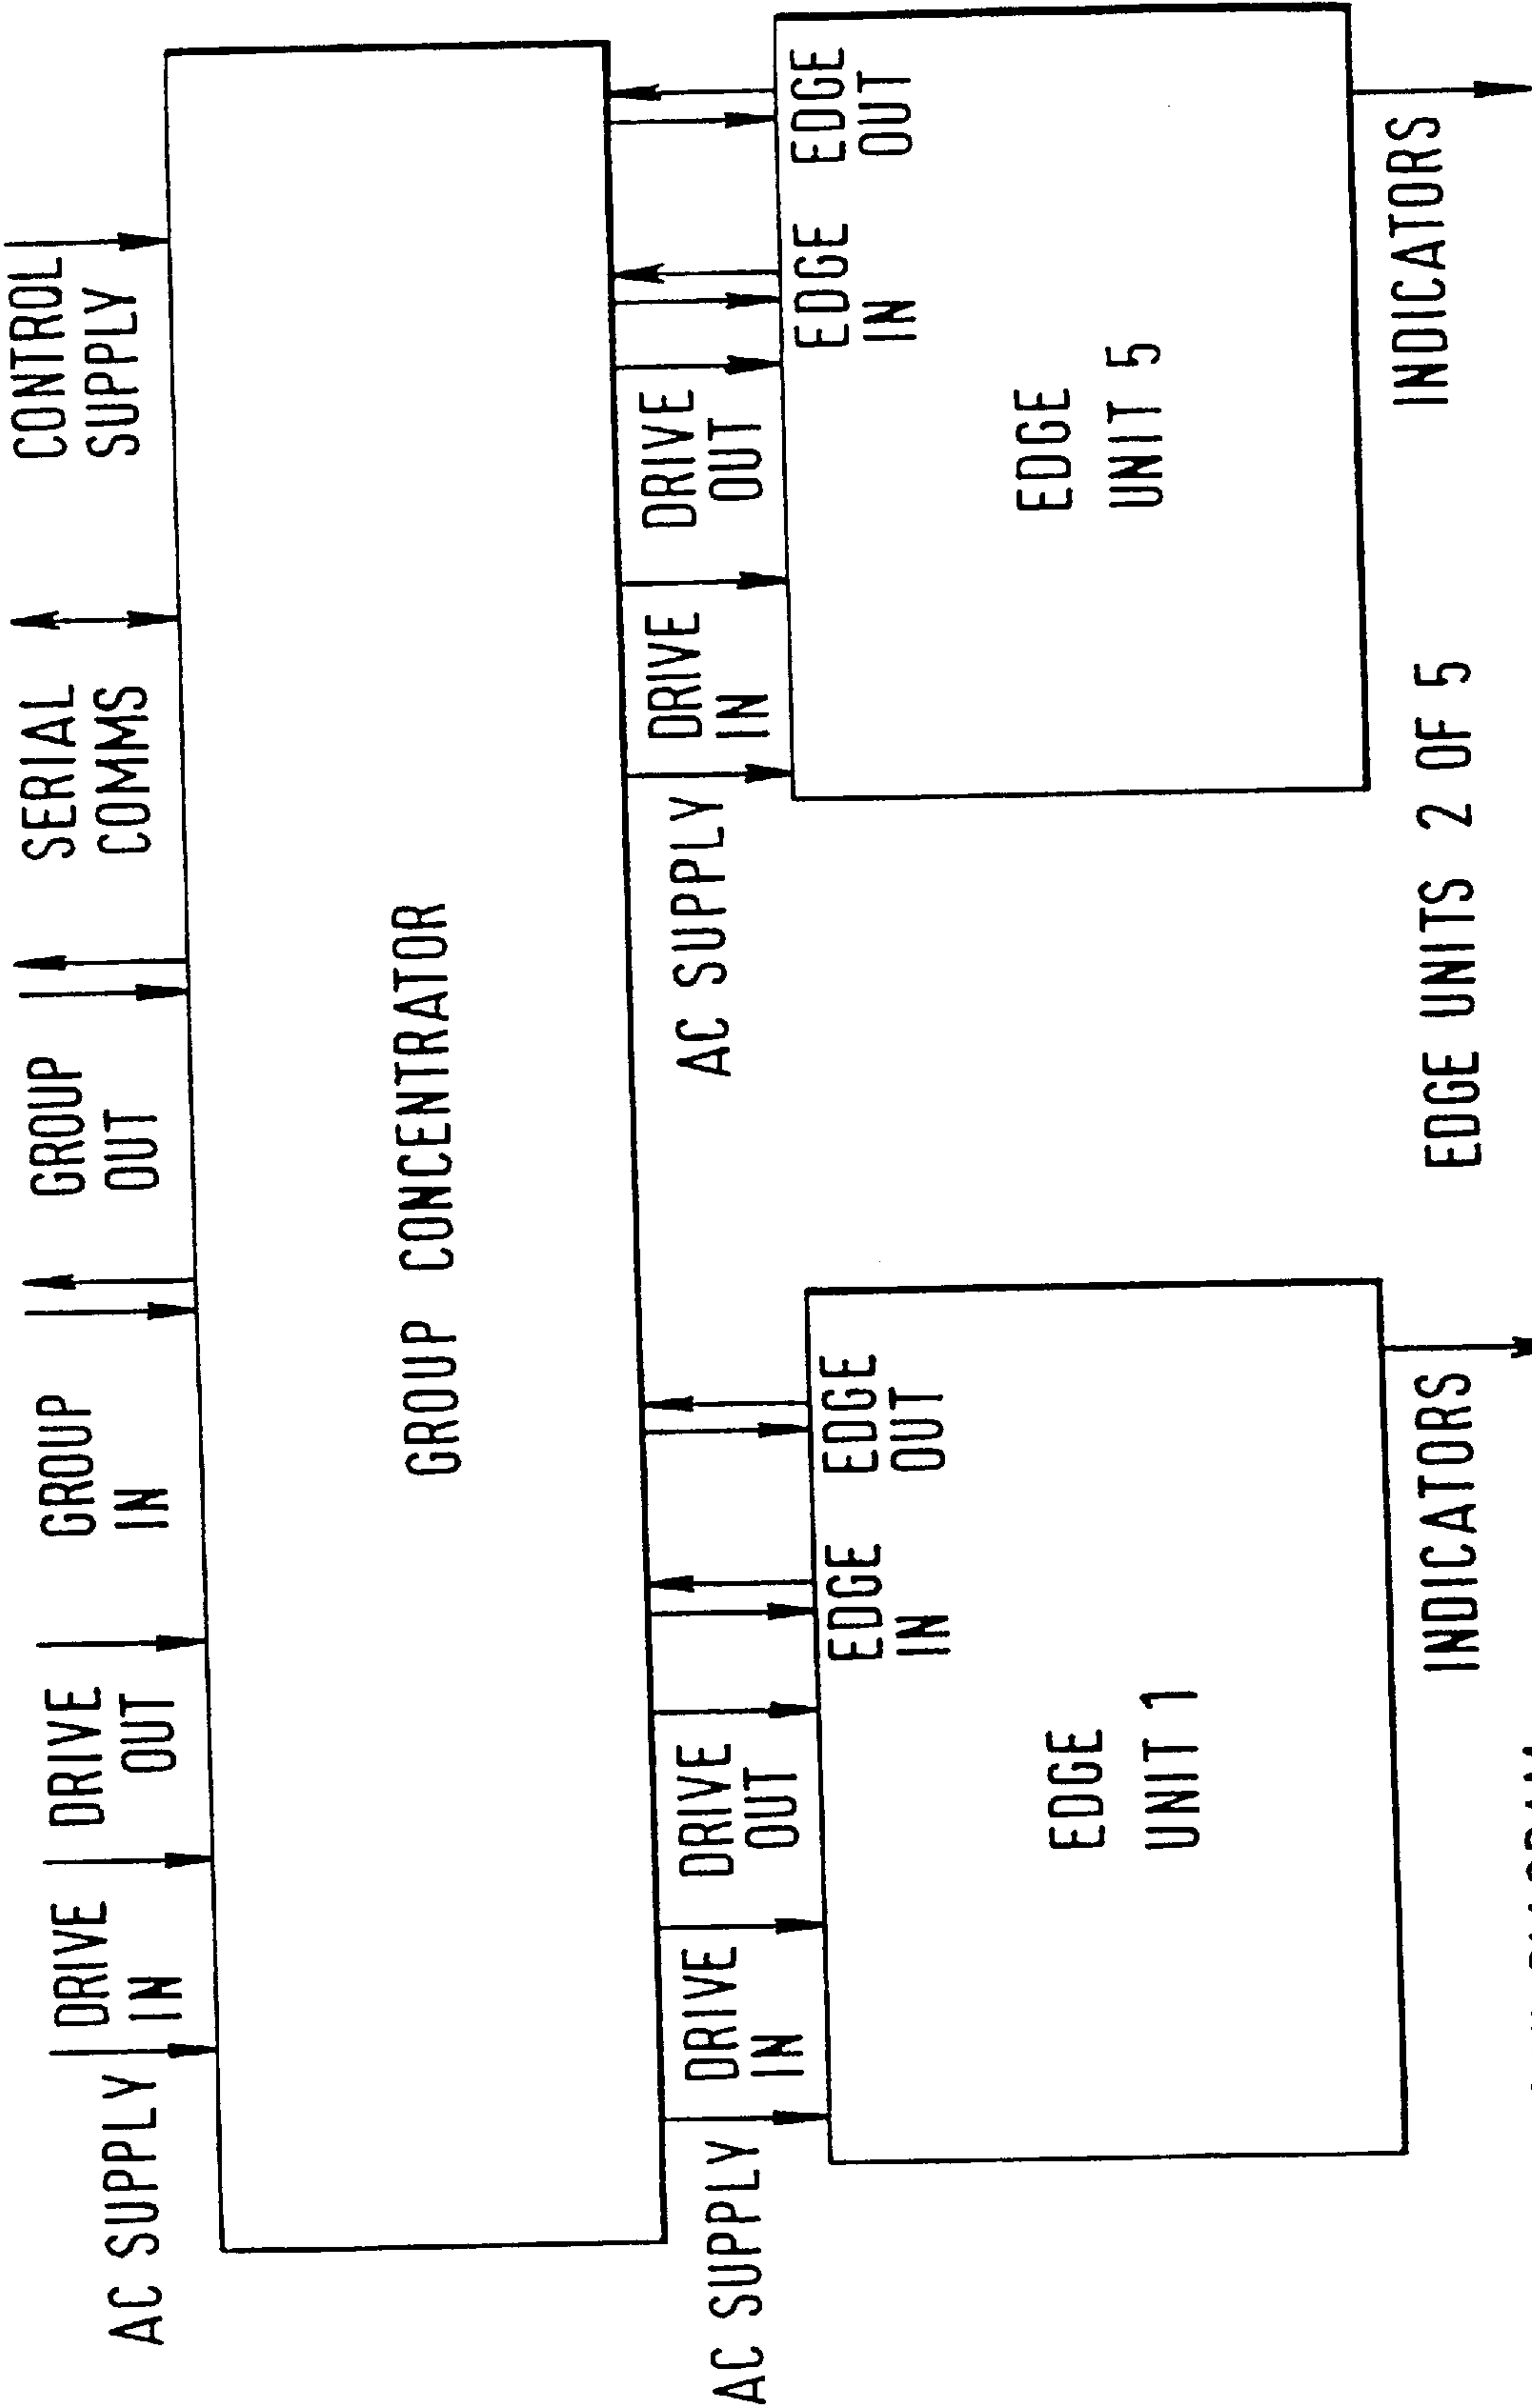 AC SUPPLY
DRIVE
IN
DRIVE
OUT
GROUP
IN
GROUP
OUT
SERIAL
COMMS
CONTROL
SUPPLY
GROUP CONCENTRATOR
AC SUPPLY
DRIVE
IN
DRIVE
OUT
EDGE
IN
EDGE
OUT
EDGE
UNIT 1
INDICATORS
AC SUPPLY
DRIVE
IN
DRIVE
OUT
EDGE
IN
EDGE
OUT
EDGE
UNIT 5
INDICATORS
EDGE UNITS 2 OF 5